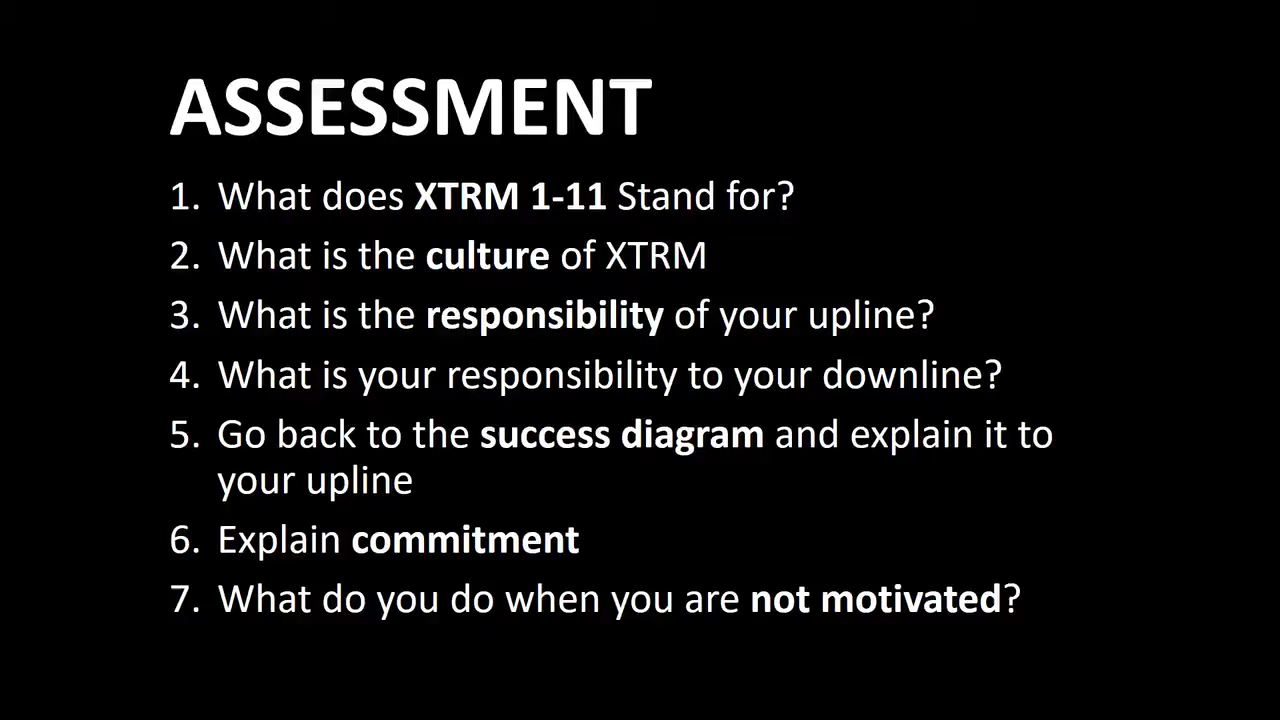 ASSESSMENT
1. What does XTRM 1-11 Stand for?
2. What is the culture of XTRM
3. What is the responsibility of your upline?
4. What is your responsibility to your downline?
5. Go back to the success diagram and explain it to
your upline
6. Explain commitment
7. What do you do when you are not motivated?